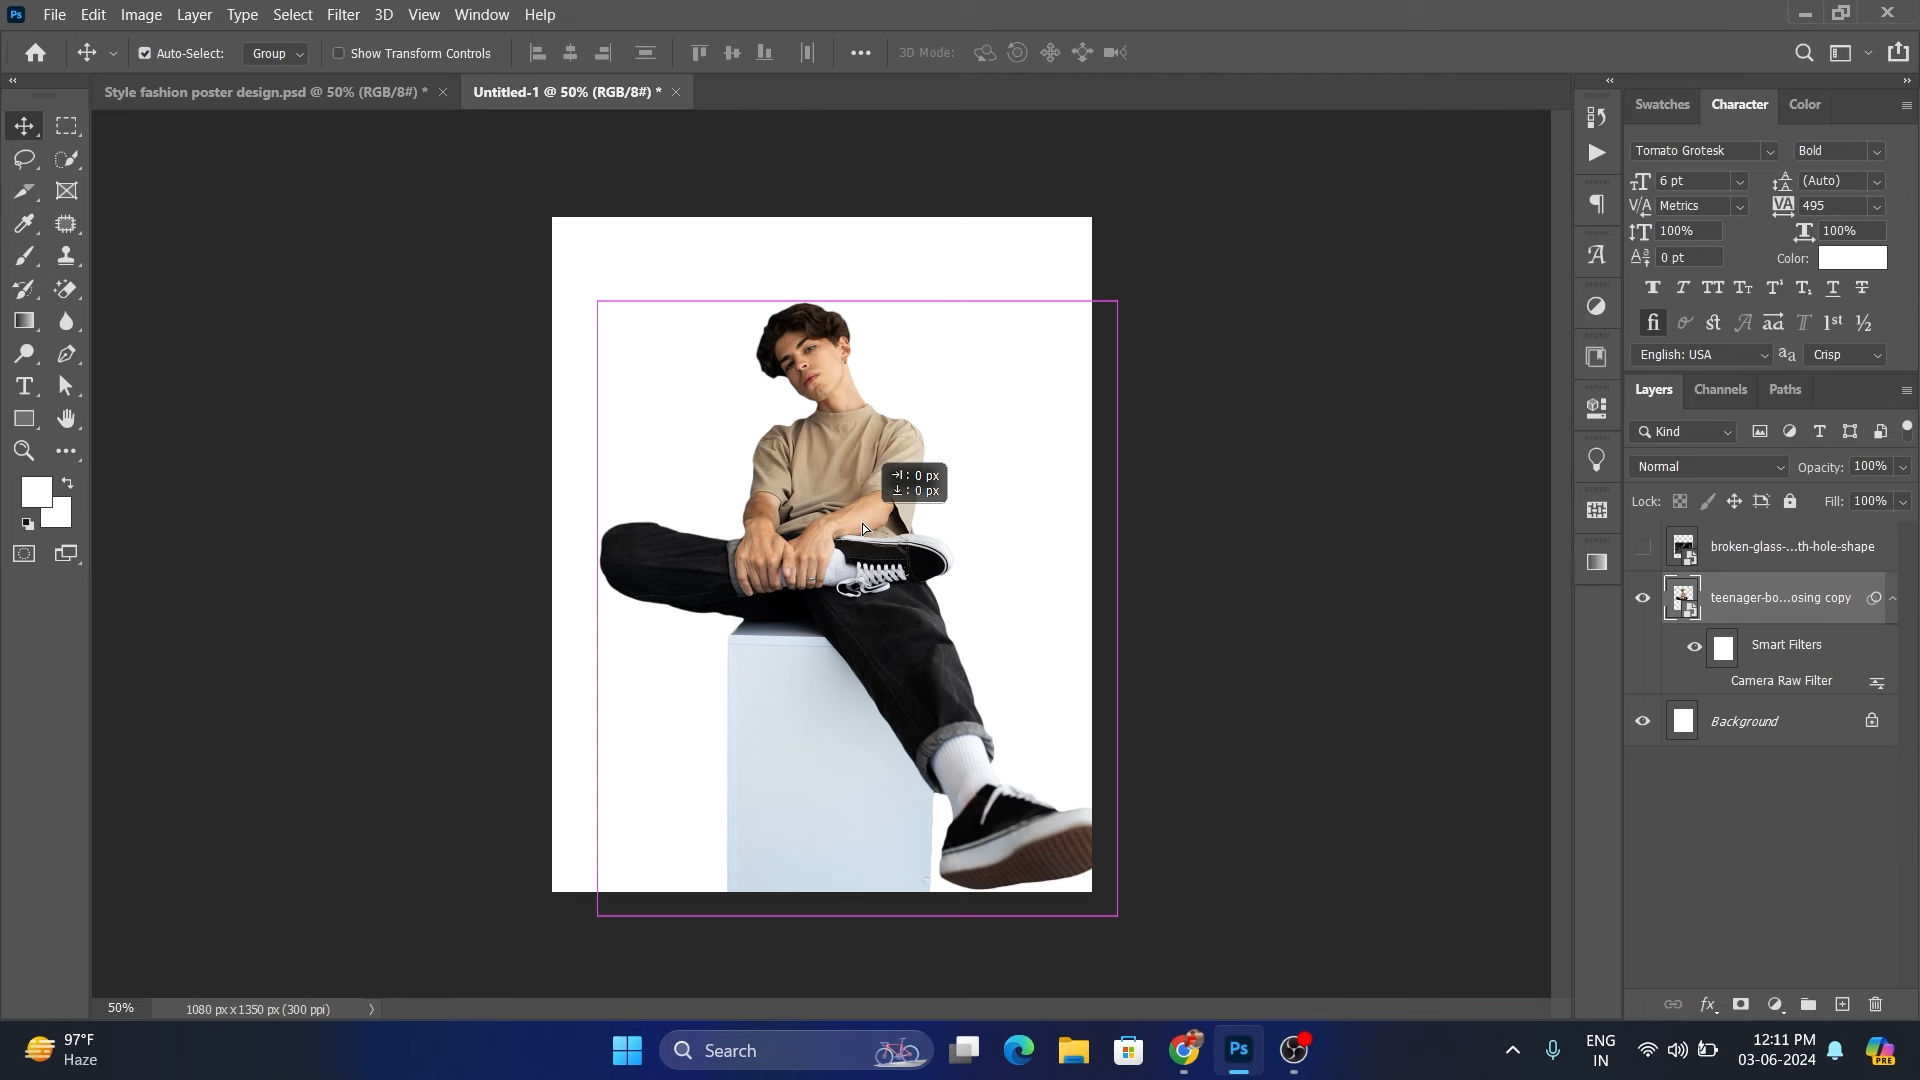 Ps File Edit Image Layer Type Select Filter 3D View Window Help
Auto-Select: Group Show Transform Controls 3D Mode:
Style fashion poster design.psd @ 50% (RGB/8#) * Untitled-1 @ 50% (RGB/8#) *
Swatches Character Color
Tomato Grotesk Bold
6 pt (Auto)
Metrics 495
100% 100%
0 pt Color:
English: USA Crisp
Layers Channels Paths
Kind
Normal Opacity: 100%
Lock: Fill: 100%
broken-glass-...th-hole-shape
teenager-bo...osing copy
Smart Filters
Camera Raw Filter
Background
: 0 px
: 0 px
50% 1080 px x 1350 px (300 ppi)
97°F
Haze
Search
Ps
ENG
IN
12:11 PM
03-06-2024
PRE